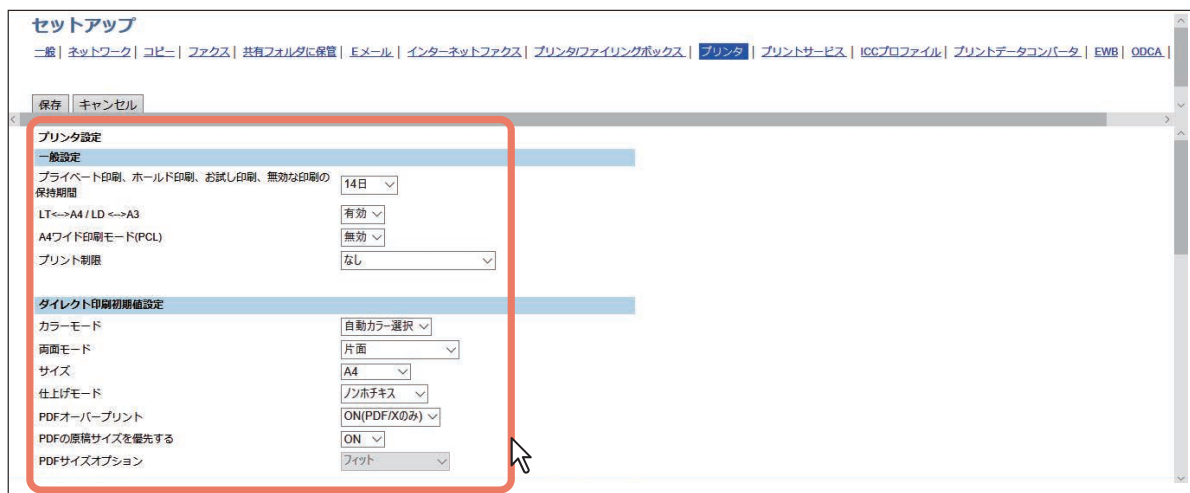 セットアップ
一般 | ネットワーク | コピー | ファクス | 共有フォルダに保管 | Eメール | インターネットファクス | プリンタ/ファイリングボックス | プリンタ | プリントサービス | ICCプロファイル | プリントデータコンバータ | EWB | ODCA |
保存 キャンセル
プリンタ設定
一般設定
プライベート印刷、ホールド印刷、お試し印刷、無効な印刷の
保持期間 14日
LT<-->A4 / LD <-->A3 有効
A4ワイド印刷モード(PCL) 無効
プリント制限 なし
ダイレクト印刷初期値設定
カラーモード 自動カラー選択
両面モード 片面
サイズ A4
仕上げモード ノンホチキス
PDFオーバープリント ON(PDF/Xのみ)
PDFの原稿サイズを優先する ON
PDFサイズオプション フィット